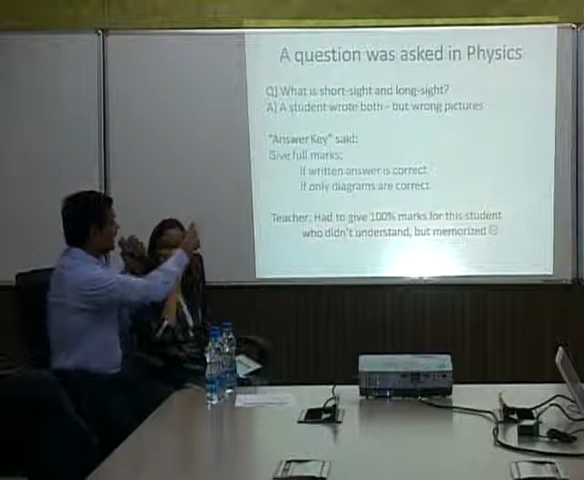 A question was asked in Physics
Q) What is short-sight and long-sight?
A) A student wrote both – but wrong pictures
"Answer Key" said:
Give full marks:
if written answer is correct
if only diagrams are correct
Teacher: Had to give 100% marks for this student
who didn't understand, but memorized ☹